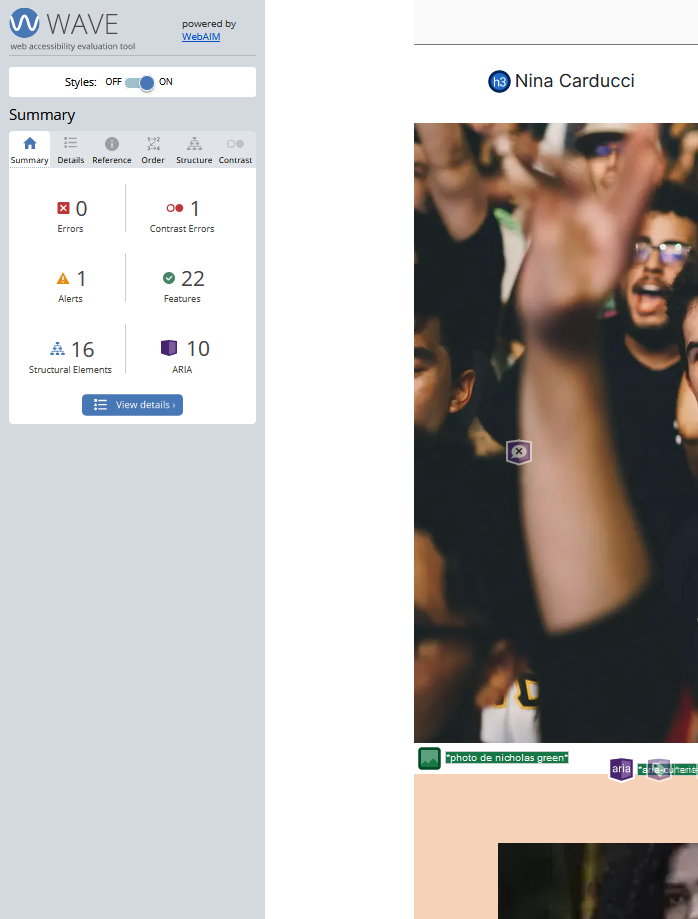 WAVE
web accessibility evaluation tool
powered by
WebAIM
Styles: OFF ON
Summary
Summary Details Reference Order Structure Contrast
0
Errors
1
Contrast Errors
1
Alerts
22
Features
16
Structural Elements
10
ARIA
View details ›
h3 Nina Carducci
"photo de nicholas green"
aria